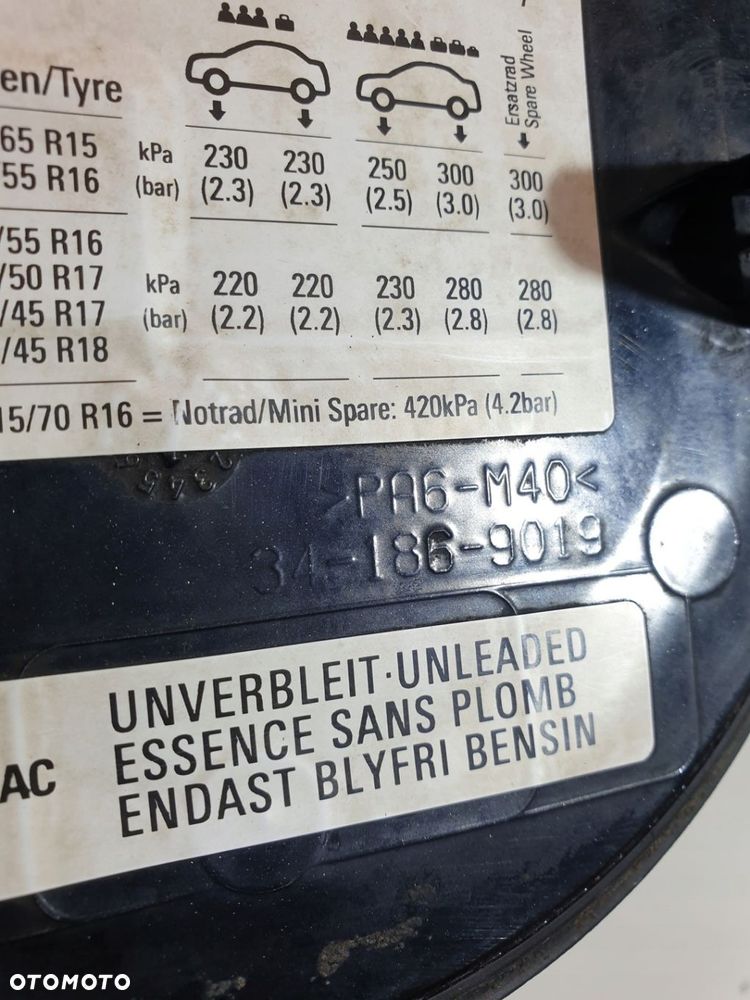 Ersatzrad
Spare Wheel
en/Tyre
65 R15 kPa 230 230 250 300 300
/55 R16 (bar) (2.3) (2.3) (2.5) (3.0) (3.0)
/55 R16
/50 R17 kPa 220 220 230 280 280
/45 R17 (bar) (2.2) (2.2) (2.3) (2.8) (2.8)
/45 R18
15/70 R16 = Notrad/Mini Spare: 420kPa (4.2bar)
>PA6-M40<
34-186-9019
UNVERBLEIT·UNLEADED
ESSENCE SANS PLOMB
AC ENDAST BLYFRI BENSIN
OTOMOTO